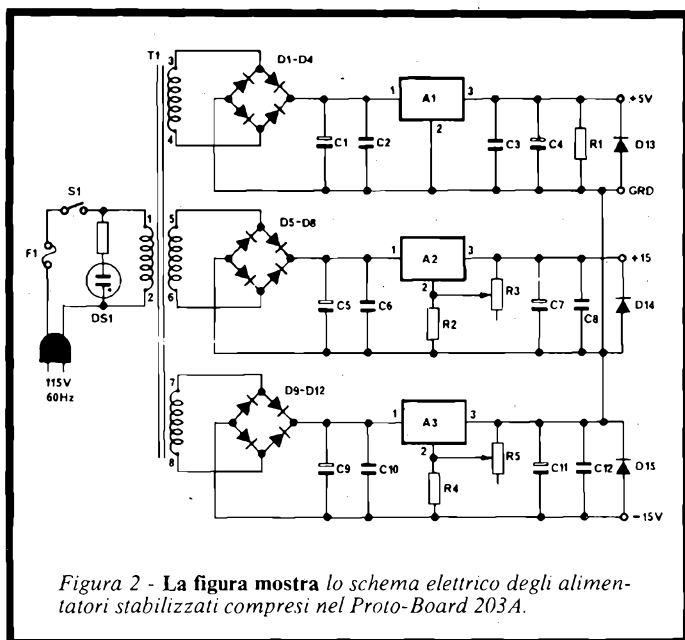 T1
3
D1-D4
4
1
A1
3
2
C1
C2
C3
C4
R1
D13
+5V
GRD
S1
F1
1
2
DS1
115V
60Hz
5
D5-D8
6
1
A2
3
2
R3
R2
C5
C6
C7
C8
D14
+15
7
D9-D12
8
1
A3
3
2
R5
R4
C9
C10
C11
C12
D15
-15V
Figura 2 - La figura mostra lo schema elettrico degli alimen-
tatori stabilizzati compresi nel Proto-Board 203A.